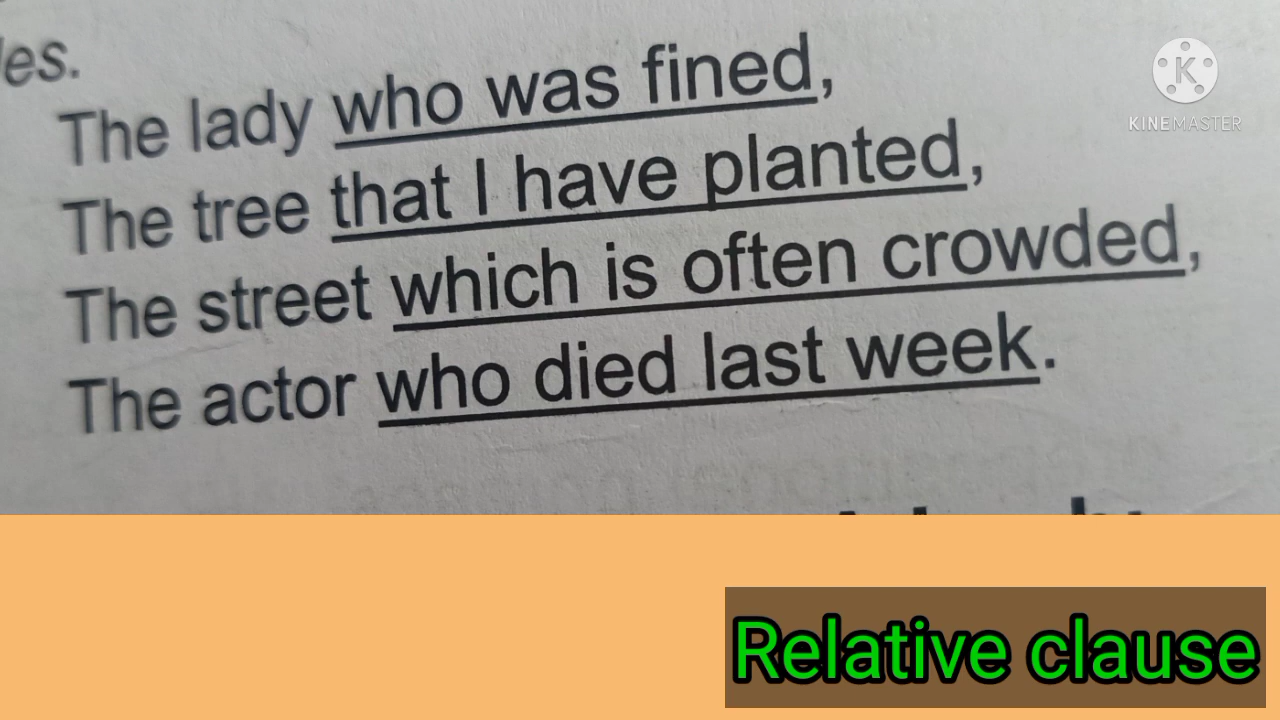 les.
The lady who was fined,
The tree that I have planted,
The street which is often crowded,
The actor who died last week.
K
KINEMASTER
Relative clause